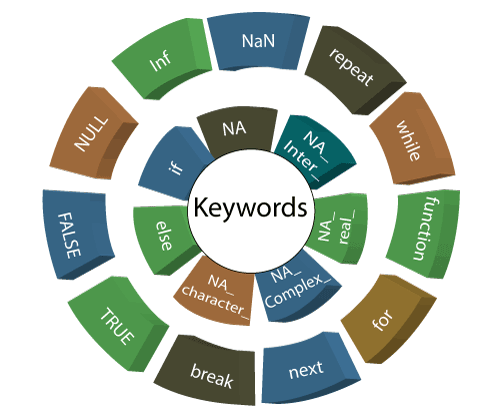 Keywords
NA
NA_
Inter_
NA_
real_
NA_
Complex_
NA_
character_
else
if
NaN
repeat
while
function
for
next
break
TRUE
FALSE
NULL
Inf